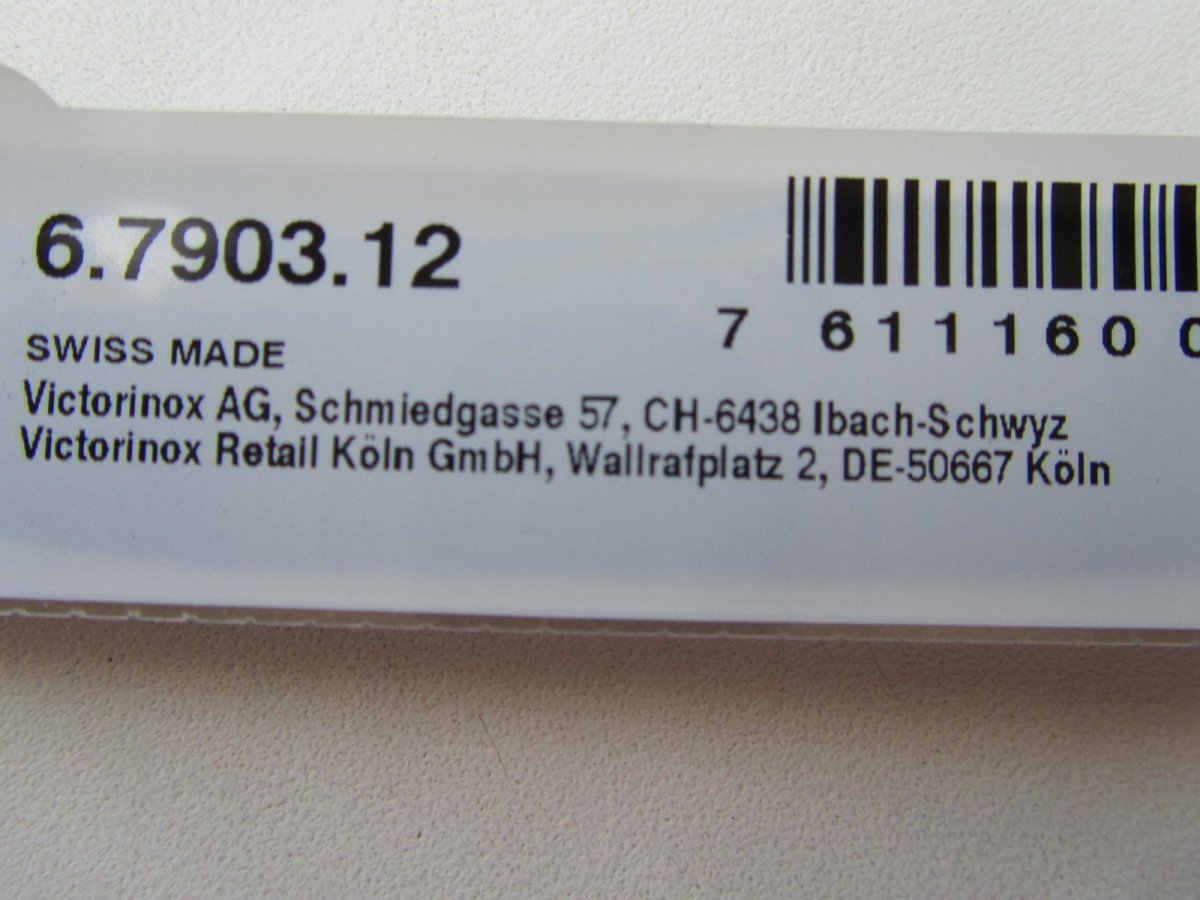 6.7903.12
7 611160 0
SWISS MADE
Victorinox AG, Schmiedgasse 57, CH-6438 Ibach-Schwyz
Victorinox Retail Köln GmbH, Wallrafplatz 2, DE-50667 Köln